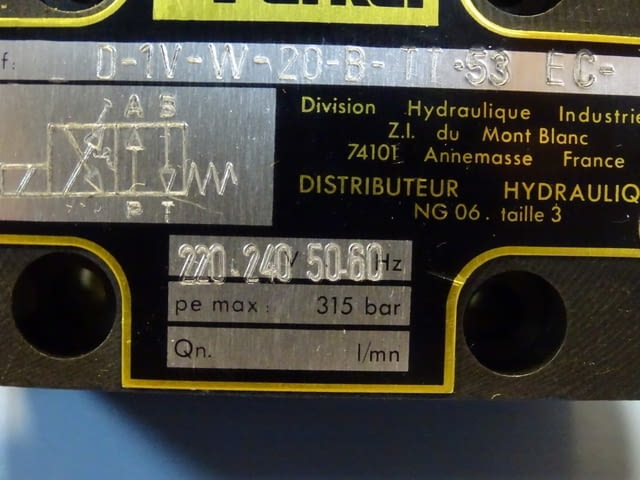 D-1V-W-20-B-TT-53 EC-
A B
P T
Division Hydraulique Industrie
Z.I. du Mont Blanc
74101 Annemasse France
DISTRIBUTEUR HYDRAULIQ
NG 06. taille 3
220-240 V 50-60 Hz
pe max: 315 bar
Qn. l/mn